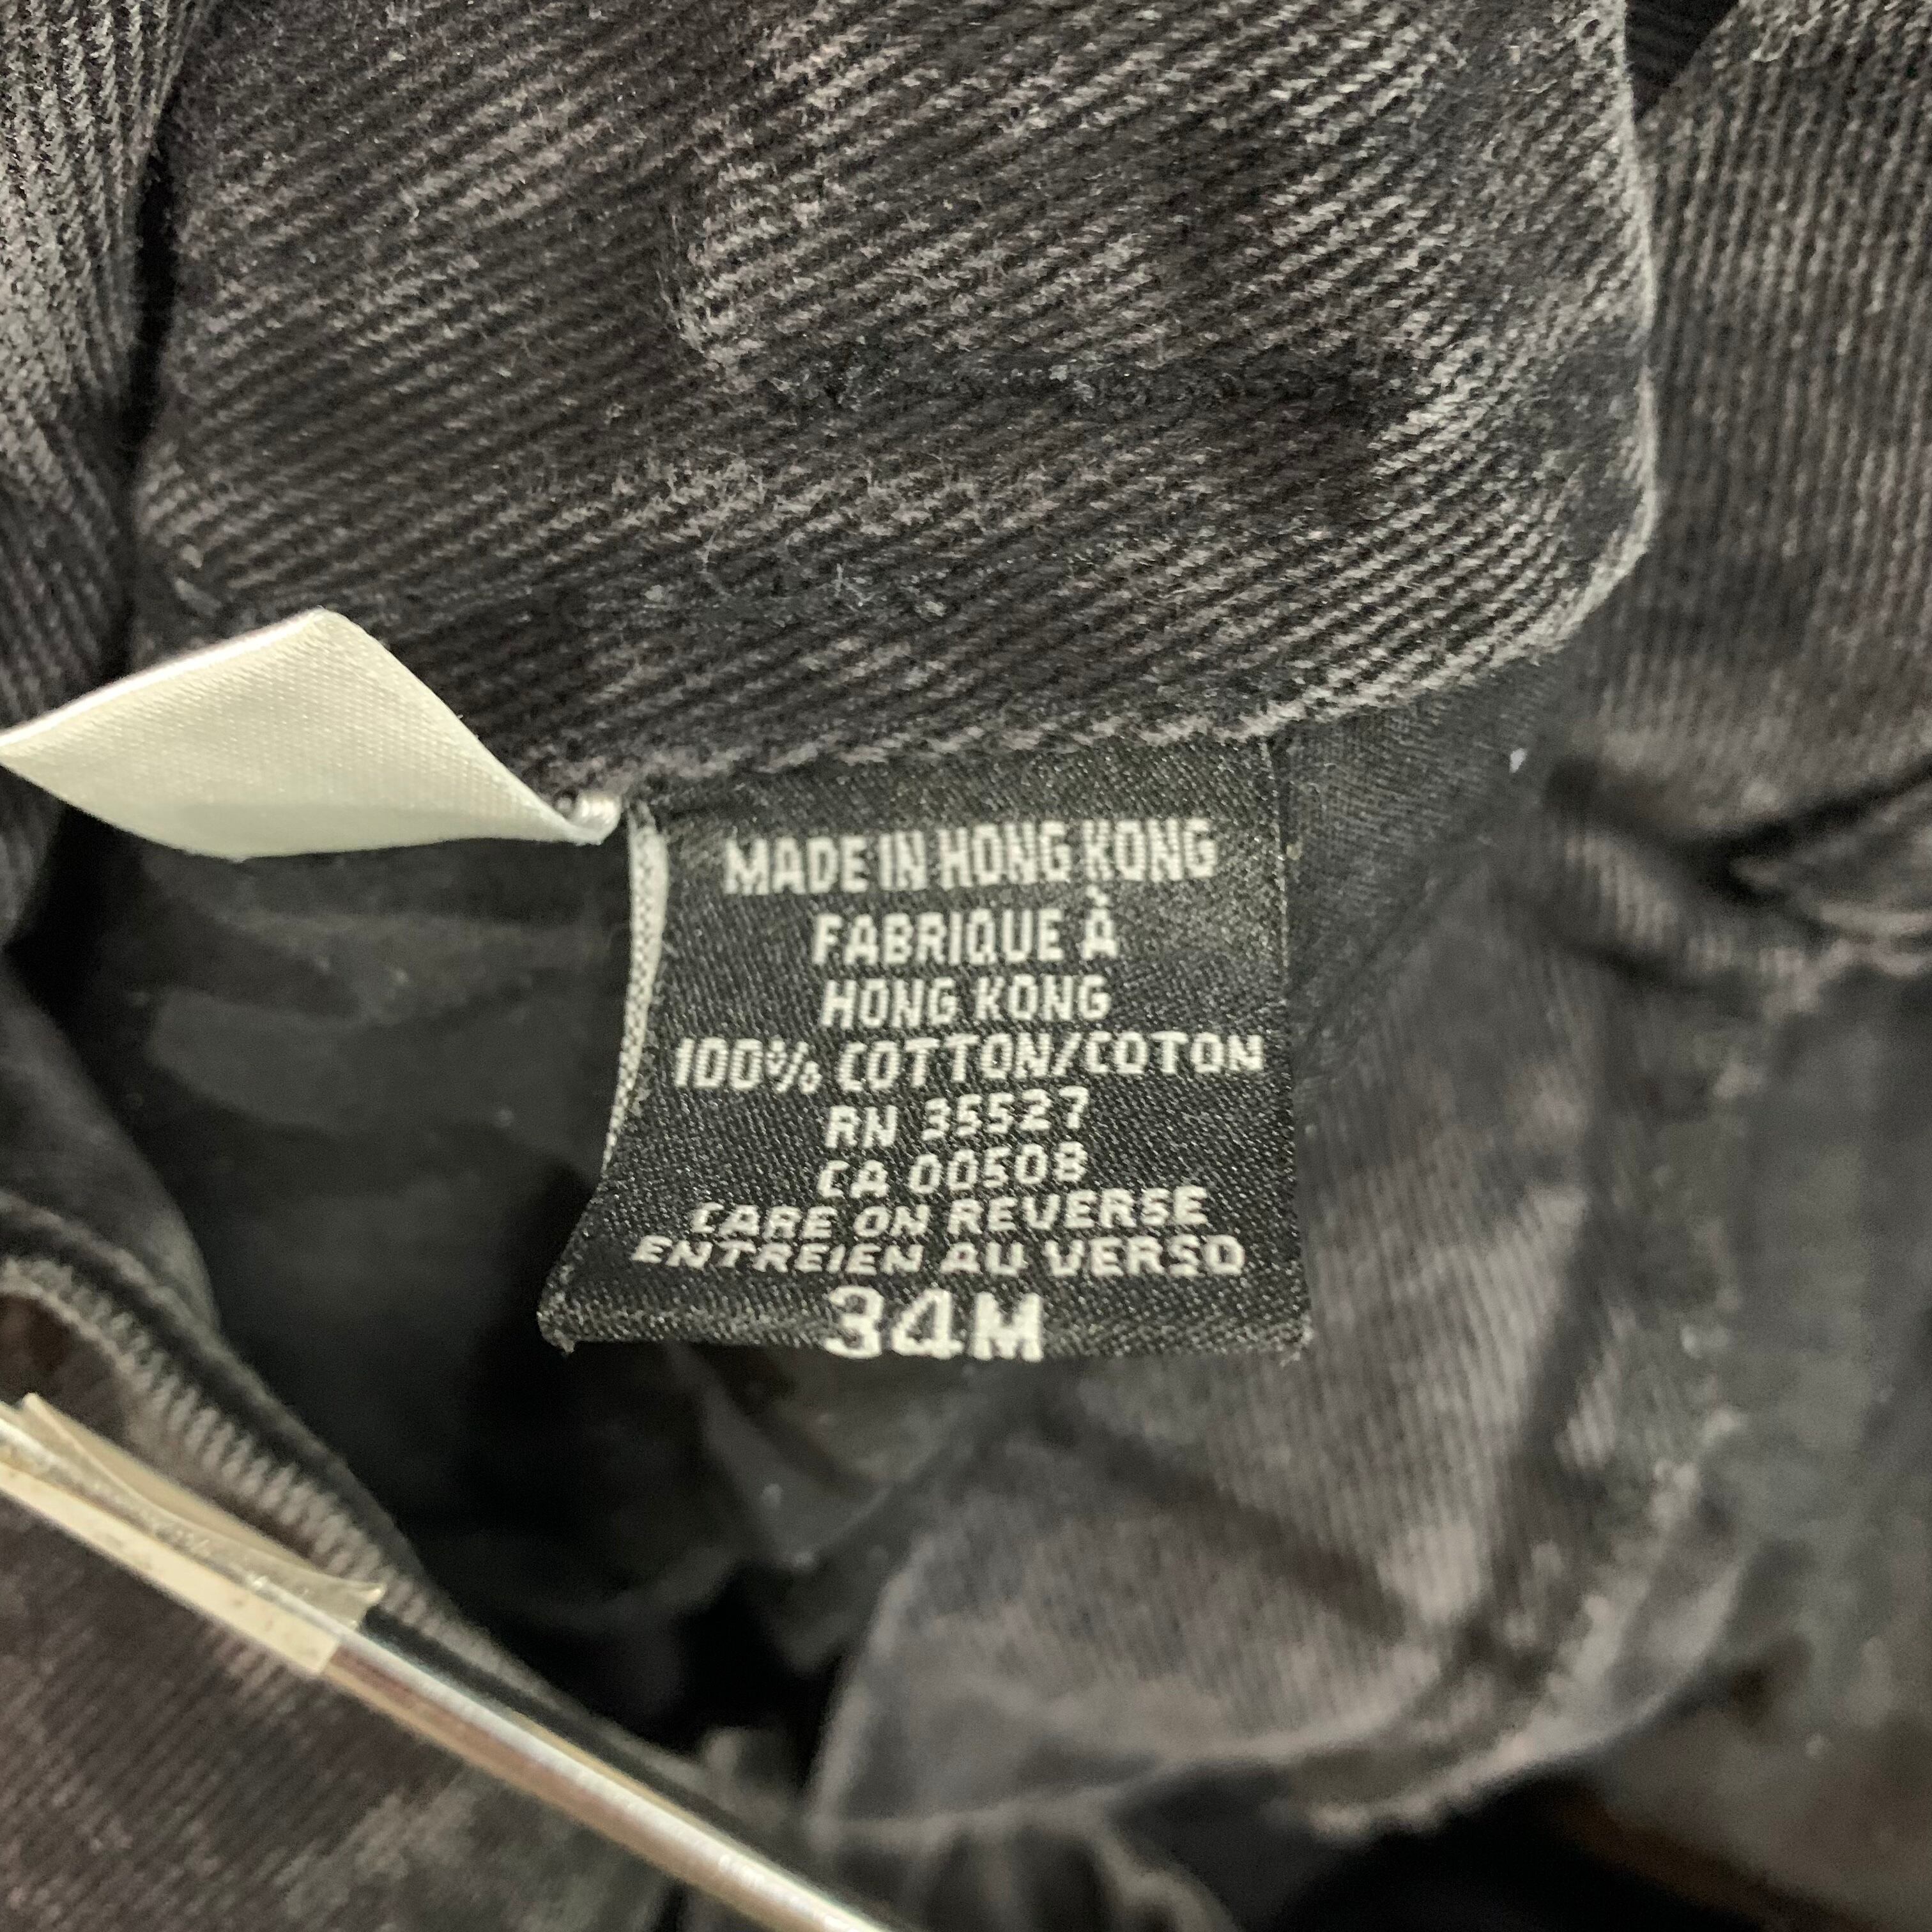 MADE IN HONG KONG
FABRIQUE À
HONG KONG
100% COTTON/COTON
RN 35527
CA 00508
CARE ON REVERSE
ENTREIEN AU VERSO
34M